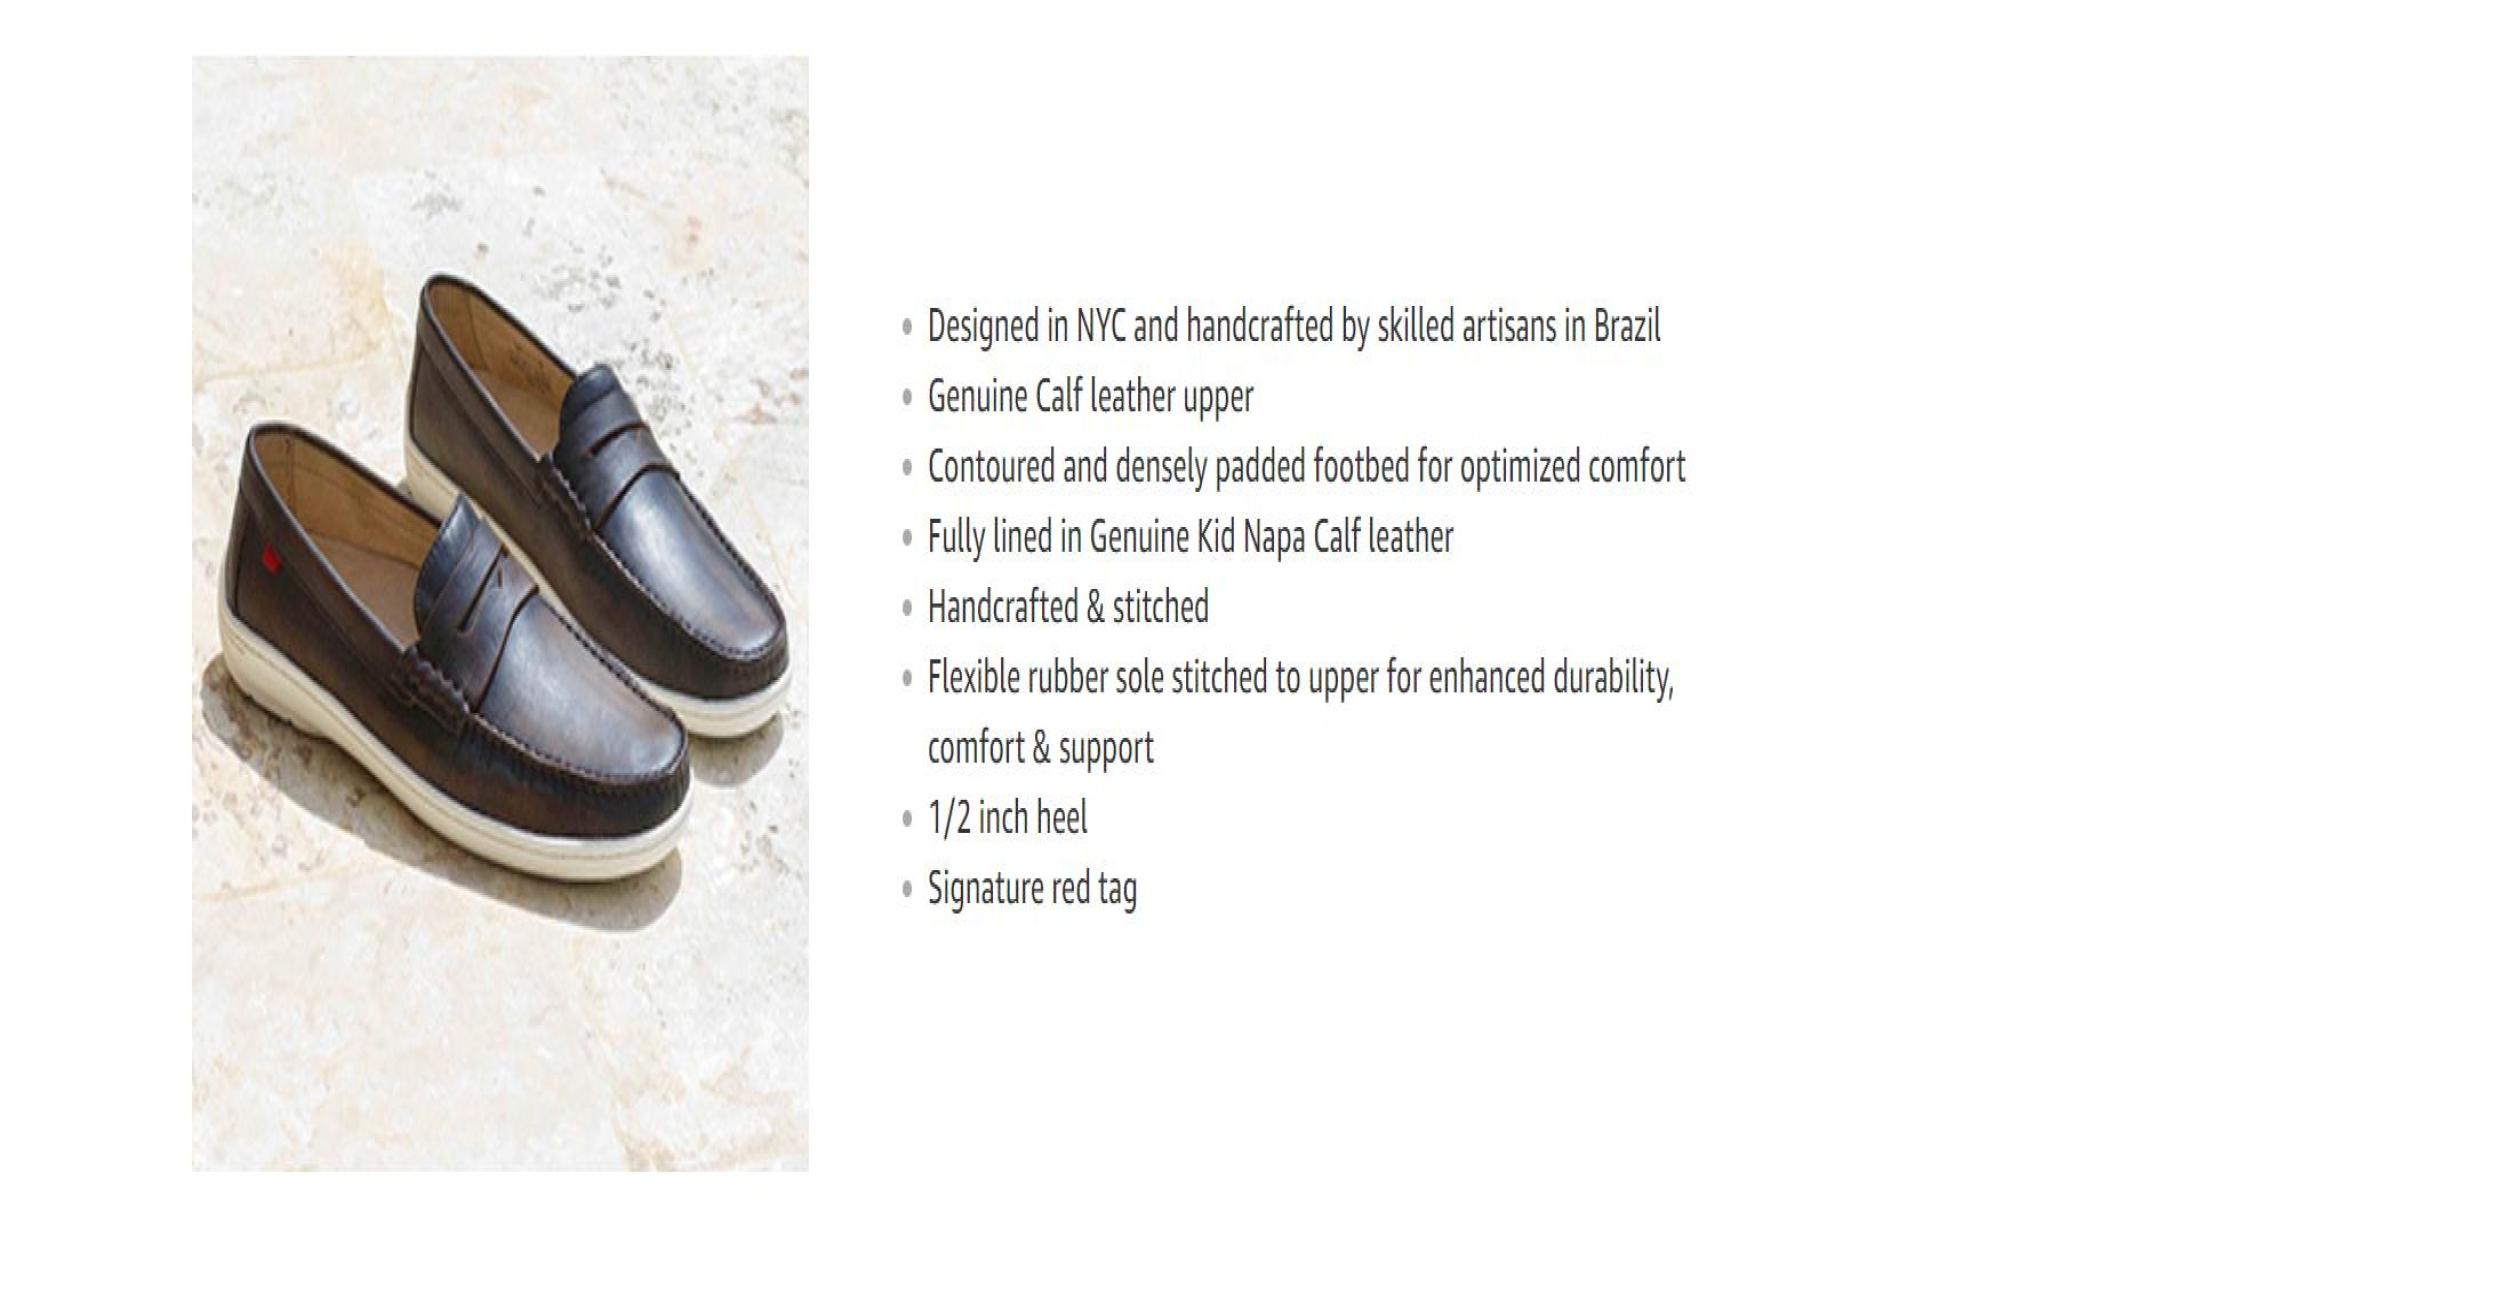 Designed in NYC and handcrafted by skilled artisans in Brazil
Genuine Calf leather upper
Contoured and densely padded footbed for optimized comfort
Fully lined in Genuine Kid Napa Calf leather
Handcrafted & stitched
Flexible rubber sole stitched to upper for enhanced durability,
comfort & support
1/2 inch heel
Signature red tag